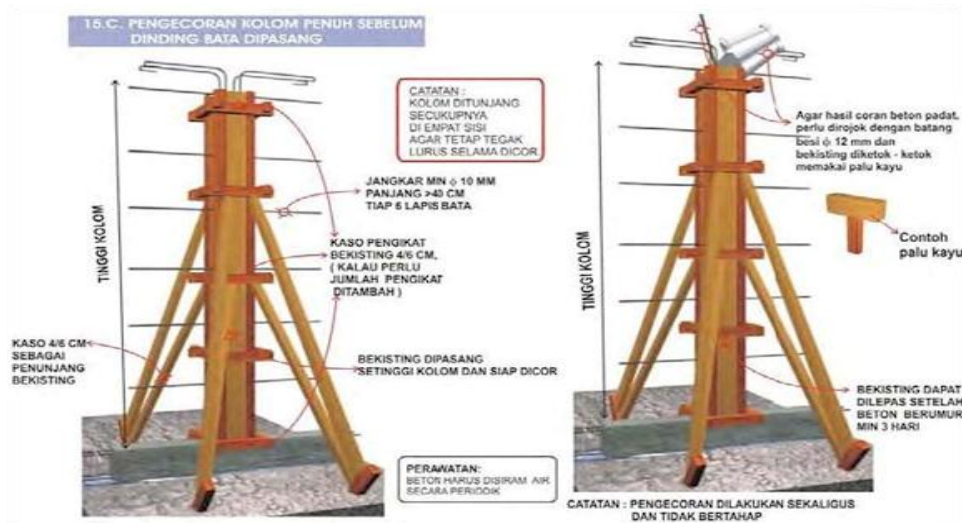 15.C. PENGECORAN KOLOM PENUH SEBELUM
DINDING BATA DIPASANG
CATATAN :
KOLOM DITUNJANG
SECUKUPNYA
DI EMPAT SISI
AGAR TETAP TEGAK
LURUS SELAMA DICOR
JANGKAR MIN ϕ 10 MM
PANJANG >40 CM
TIAP 6 LAPIS BATA
TINGGI KOLOM
KASO PENGIKAT
BEKISTING 4/6 CM,
( KALAU PERLU
JUMLAH PENGIKAT
DITAMBAH )
KASO 4/6 CM
SEBAGAI
PENUNJANG
BEKISTING
BEKISTING DIPASANG
SETINGGI KOLOM DAN SIAP DICOR
PERAWATAN:
BETON HARUS DISIRAM AIR
SECARA PERIODIK
Agar hasil coran beton padat,
perlu dirojok dengan batang
besi ϕ 12 mm dan
bekisting diketok - ketok
memakai palu kayu
TINGGI KOLOM
Contoh
palu kayu
BEKISTING DAPAT
DILEPAS SETELAH
BETON BERUMUR
MIN 3 HARI
CATATAN : PENGECORAN DILAKUKAN SEKALIGUS
DAN TIDAK BERTAHAP